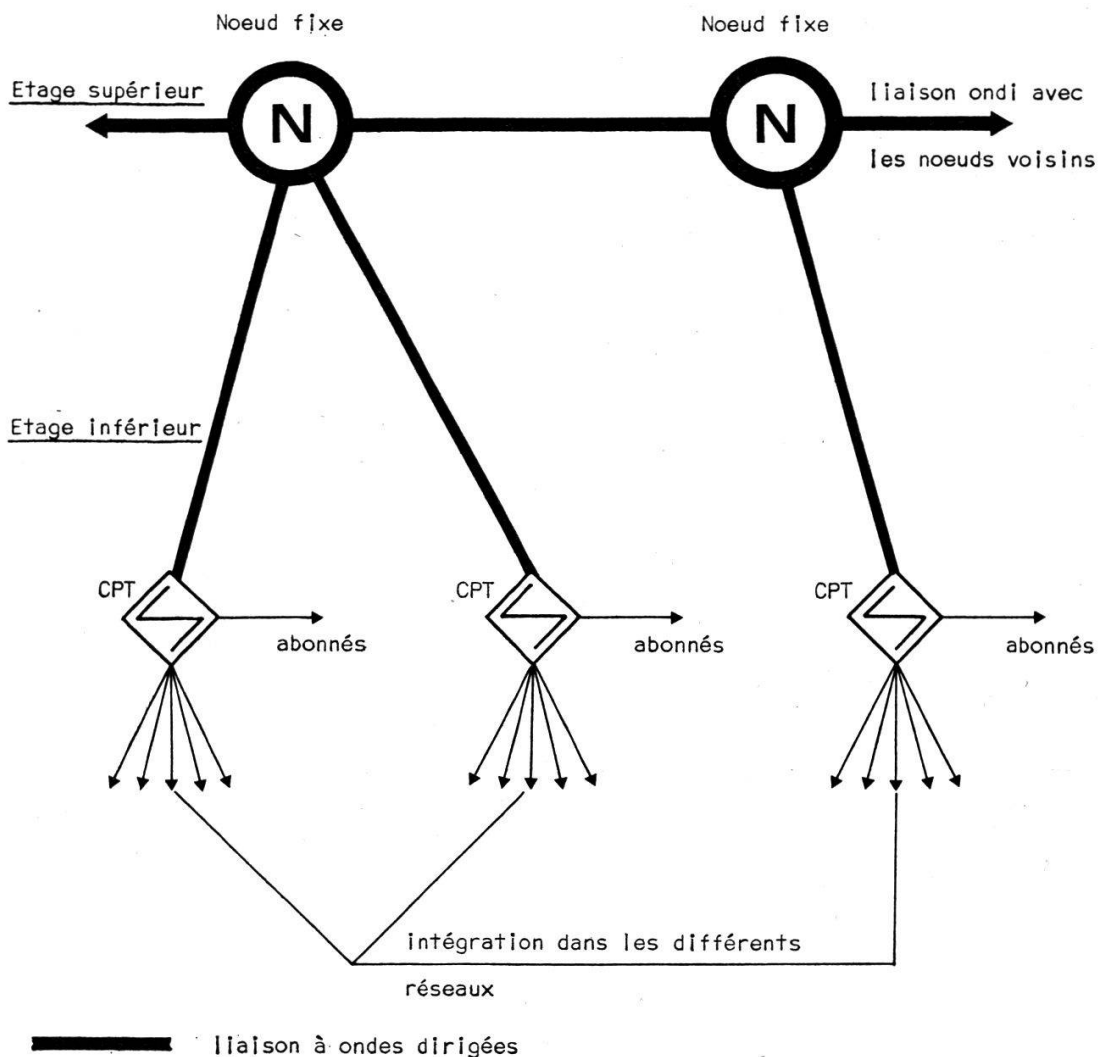 Noeud fixe
Noeud fixe
Etage supérieur
N
N
liaison ondi avec
les noeuds voisins
Etage inférieur
CPT
CPT
CPT
abonnés
abonnés
abonnés
intégration dans les différents
réseaux
liaison à ondes dirigées